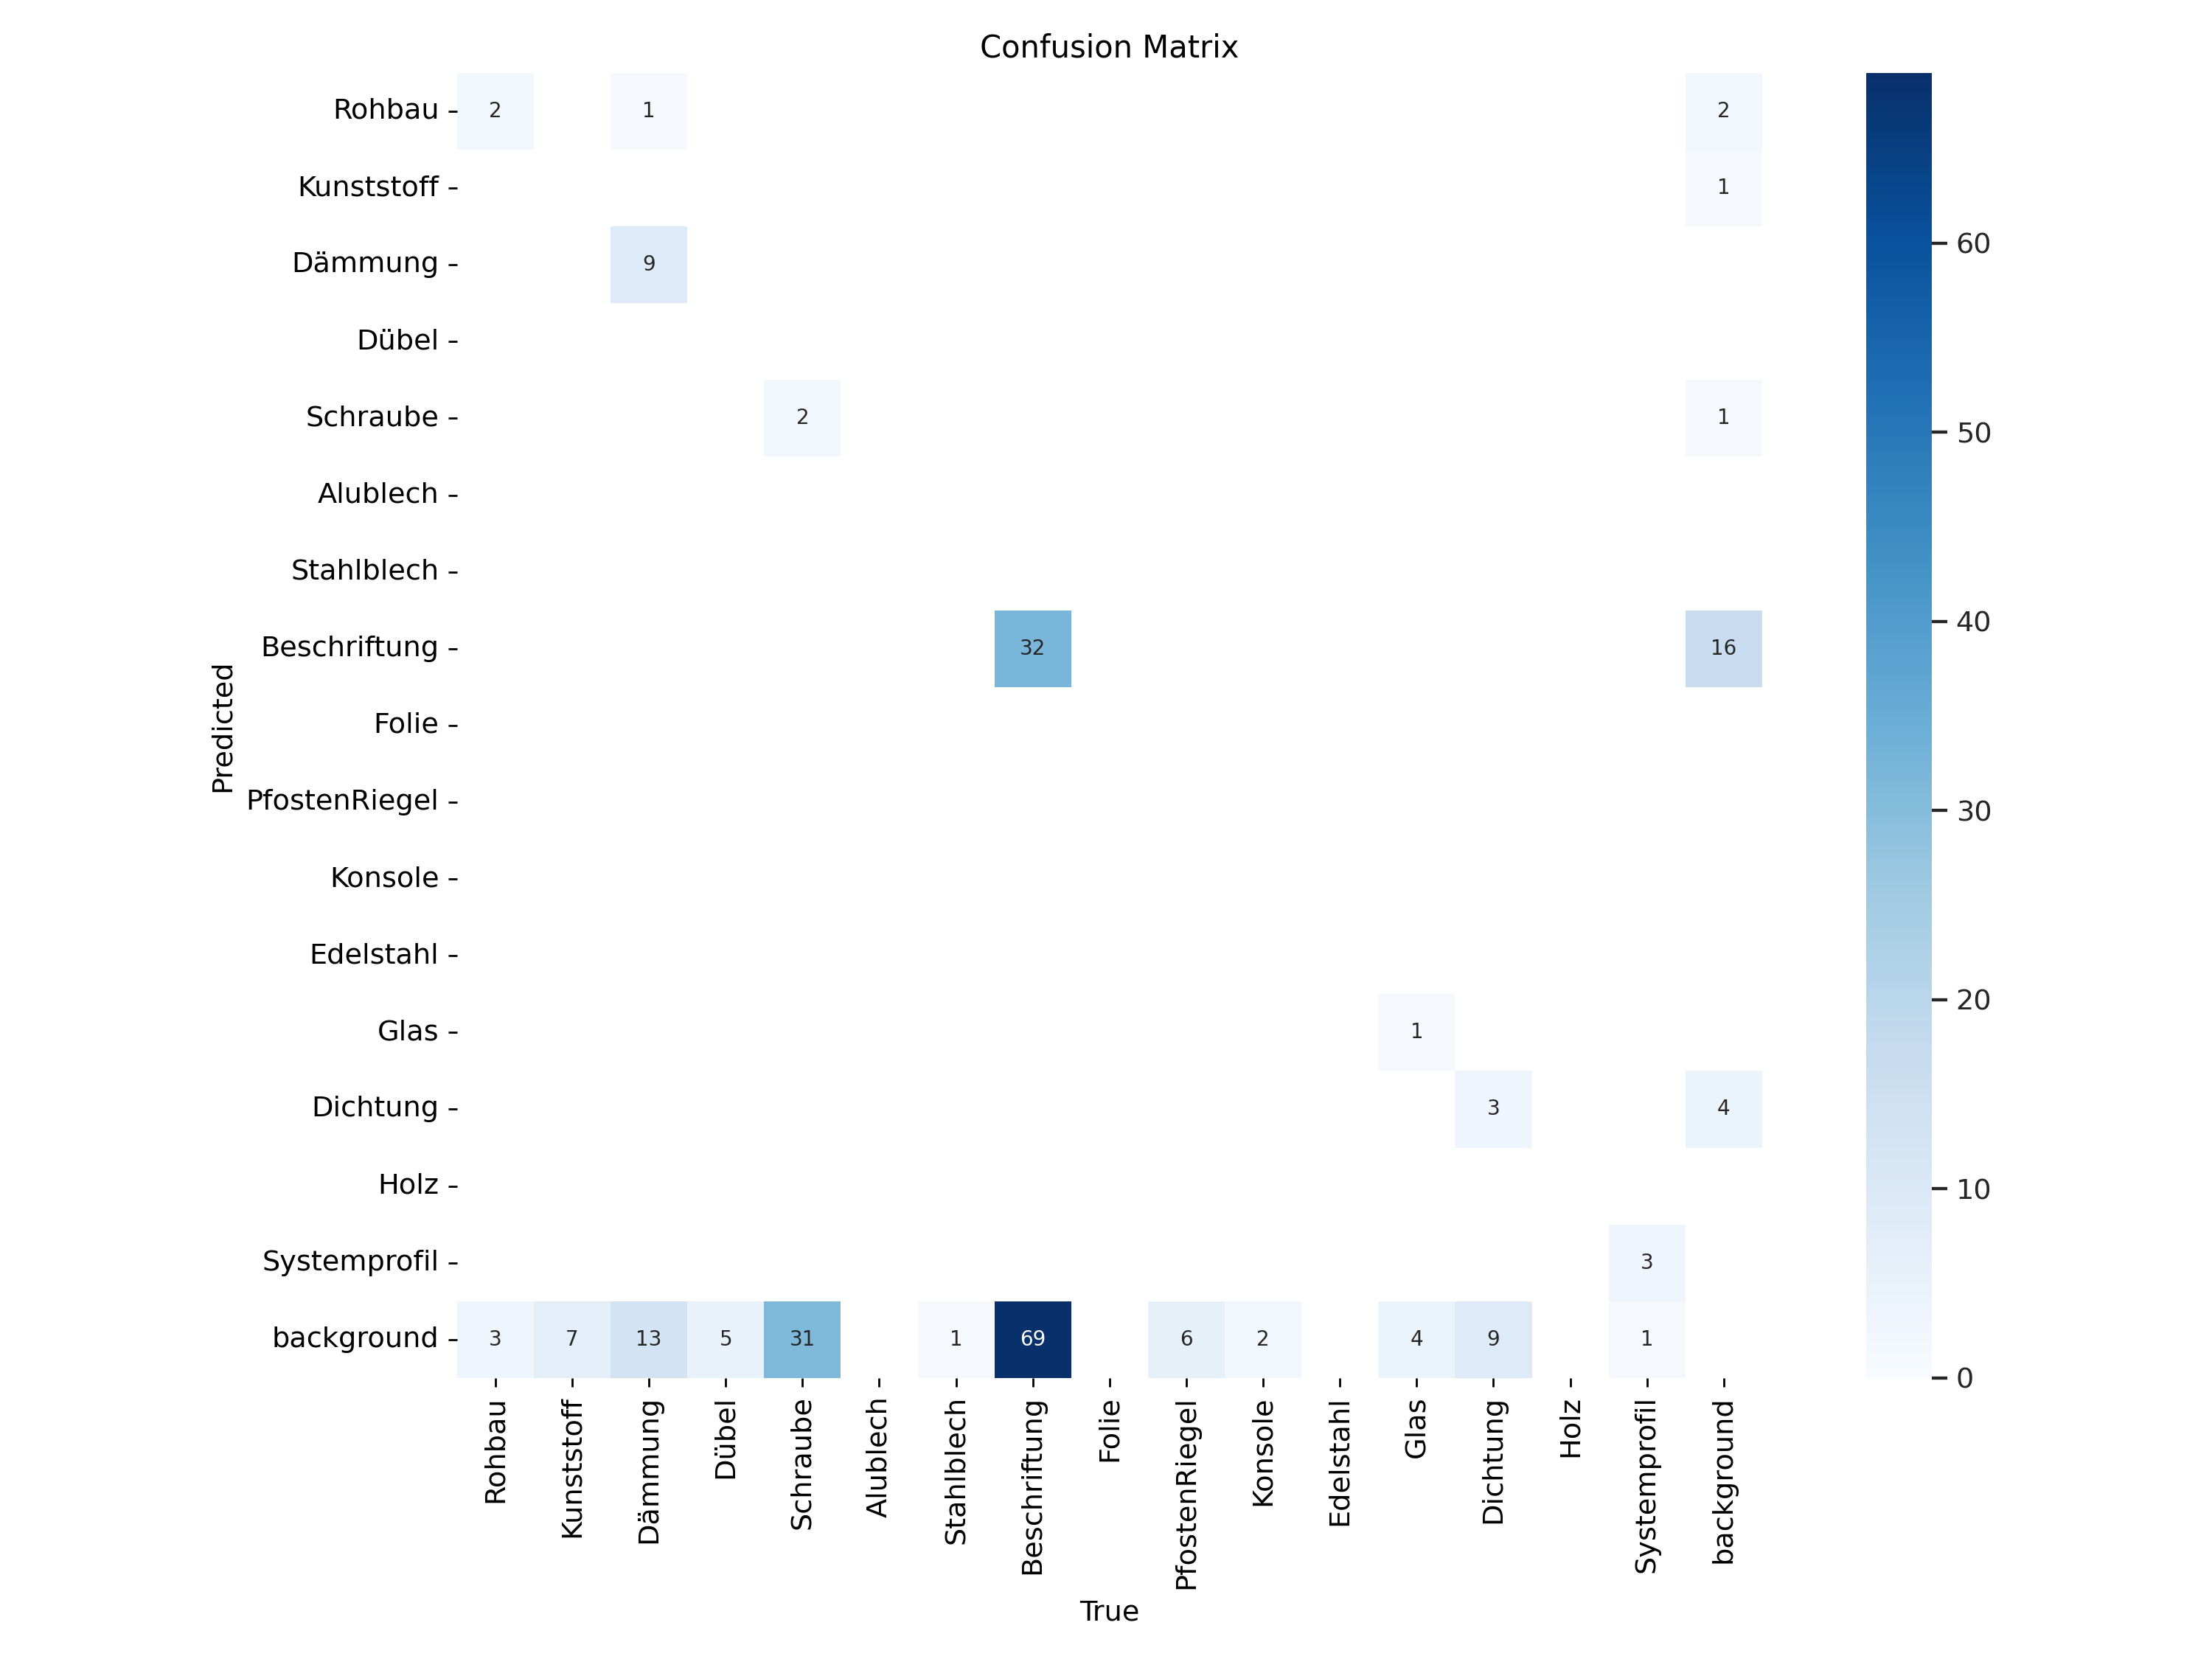 Confusion Matrix
Rohbau
2 1 2
Kunststoff
1
Dämmung
9
Dübel
Schraube
2 1
Alublech
Stahlblech
Beschriftung
32 16
Folie
PfostenRiegel
Konsole
Edelstahl
Glas
1
Dichtung
3 4
Holz
Systemprofil
3
background
3 7 13 5 31 1 69 6 2 4 9 1
Predicted
Rohbau
Kunststoff
Dämmung
Dübel
Schraube
Alublech
Stahlblech
Beschriftung
Folie
PfostenRiegel
Konsole
Edelstahl
Glas
Dichtung
Holz
Systemprofil
background
True
60
50
40
30
20
10
0